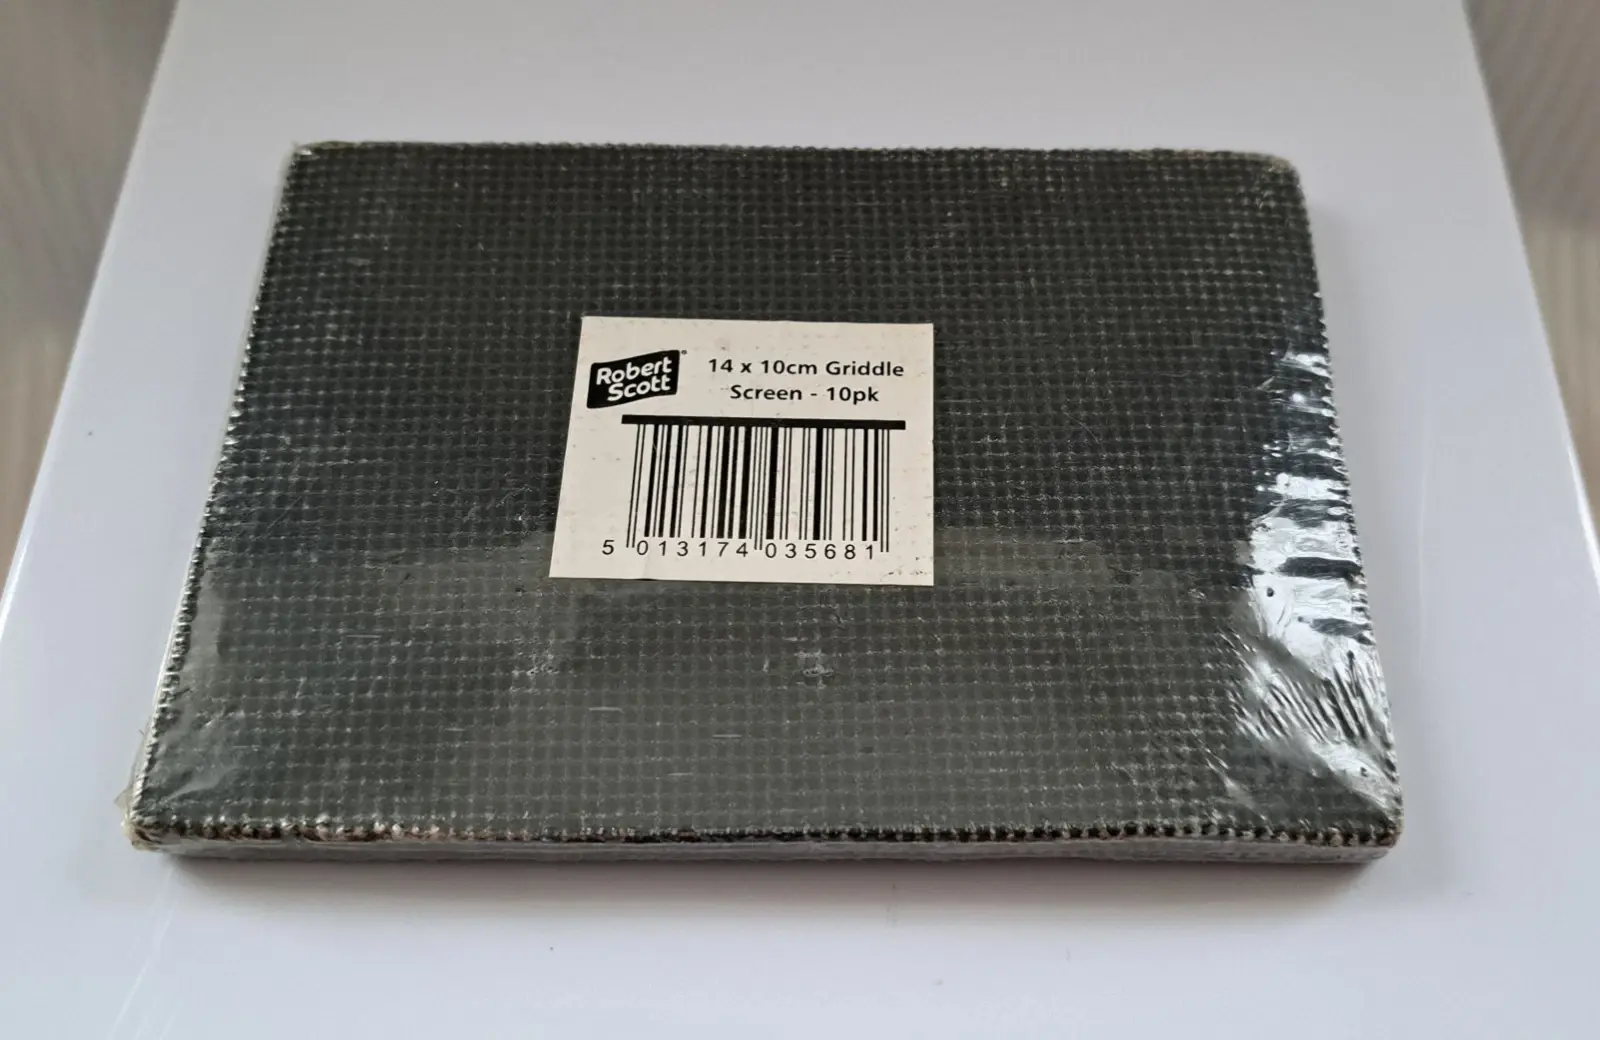 Robert
Scott
14 x 10cm Griddle
Screen - 10pk
5 013174 035681